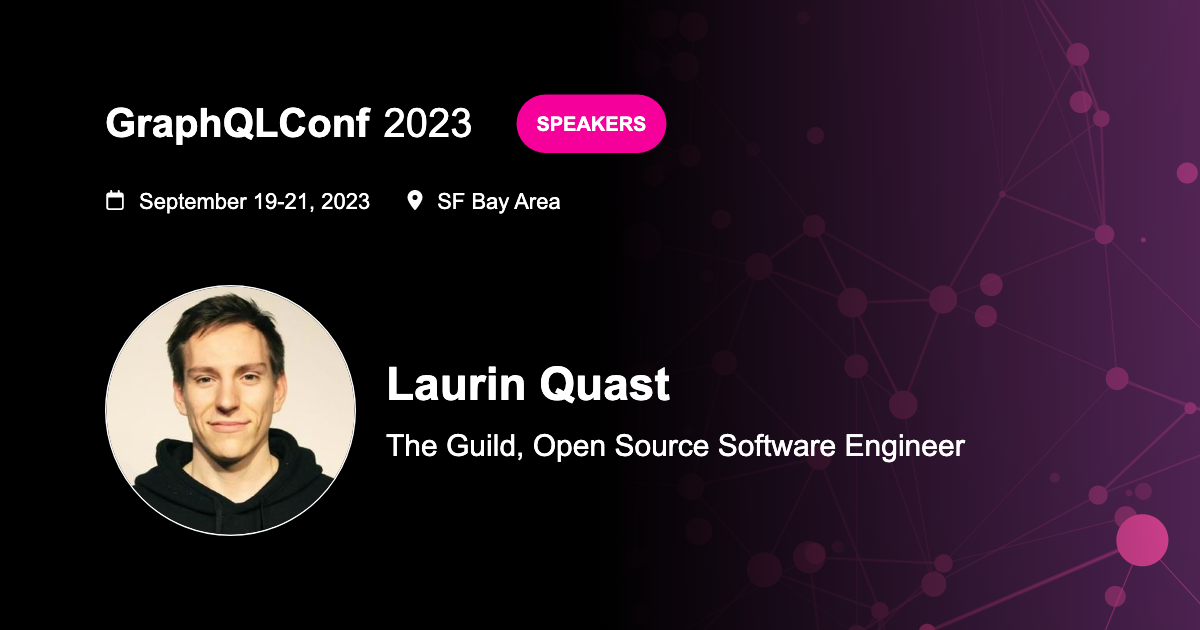 GraphQLConf 2023
SPEAKERS
September 19-21, 2023
SF Bay Area
Laurin Quast
The Guild, Open Source Software Engineer